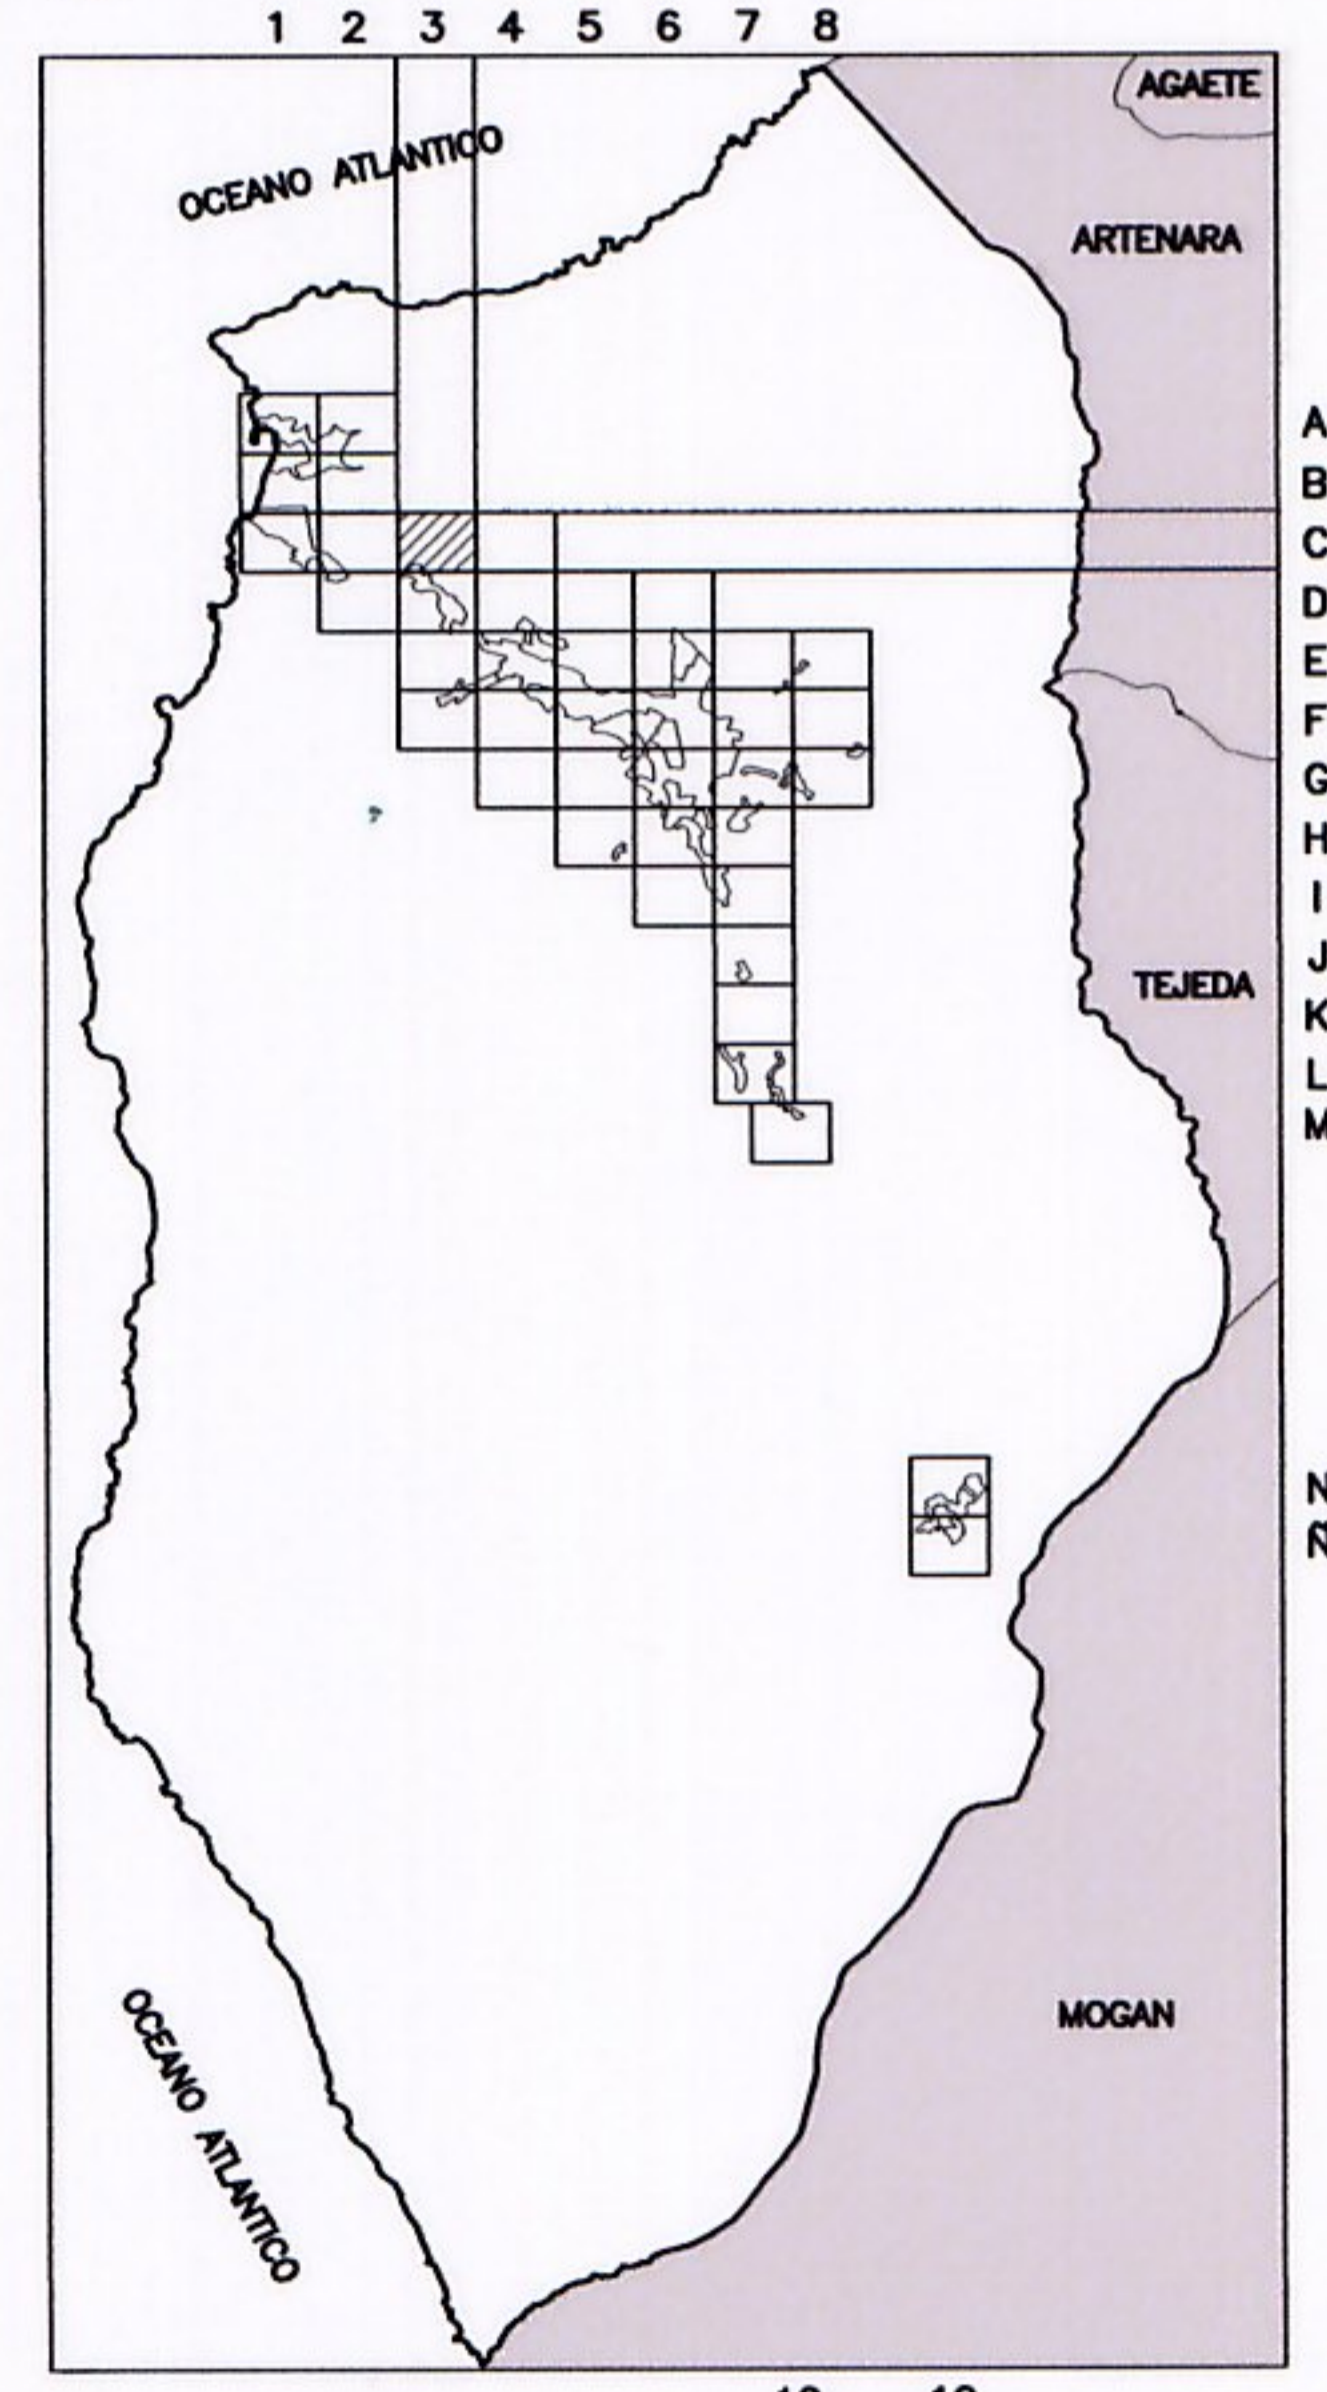 1 2 3 4 5 6 7 8
AGAETE
OCEANO ATLANTICO
ARTENARA
A
B
C
D
E
F
G
H
I
J
TEJEDA
K
L
M
N
Ñ
OCEANO ATLANTICO
MOGAN